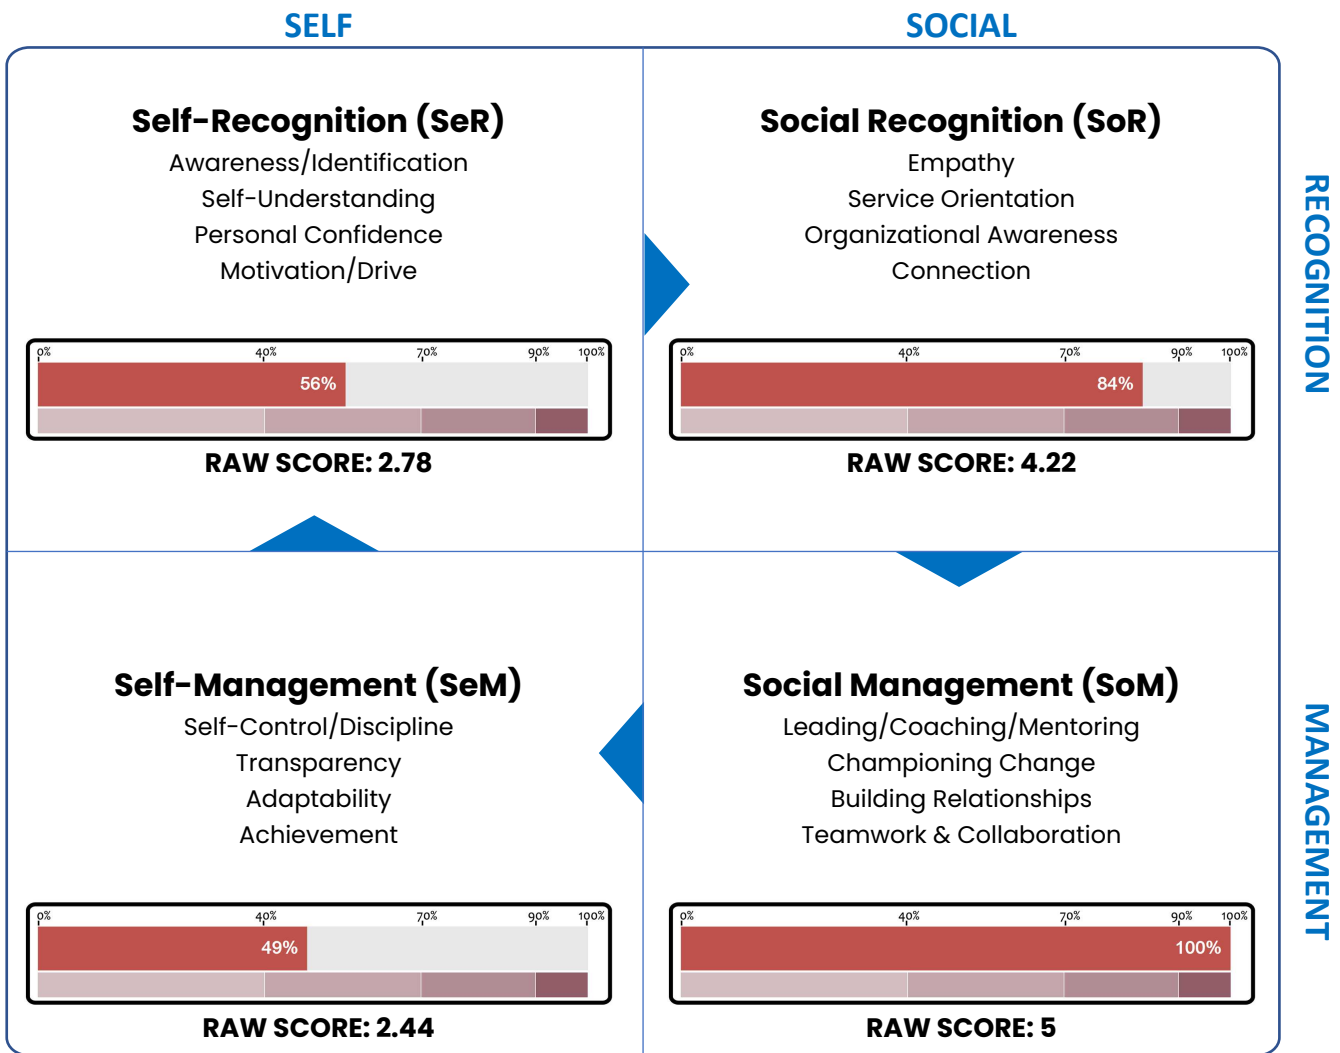 SELF
SOCIAL
Self-Recognition (SeR)
Awareness/Identification
Self-Understanding
Personal Confidence
Motivation/Drive
0% 40% 70% 90% 100%
56%
RAW SCORE: 2.78
Social Recognition (SoR)
Empathy
Service Orientation
Organizational Awareness
Connection
0% 40% 70% 90% 100%
84%
RAW SCORE: 4.22
RECOGNITION
Self-Management (SeM)
Self-Control/Discipline
Transparency
Adaptability
Achievement
0% 40% 70% 90% 100%
49%
RAW SCORE: 2.44
Social Management (SoM)
Leading/Coaching/Mentoring
Championing Change
Building Relationships
Teamwork & Collaboration
0% 40% 70% 90% 100%
100%
RAW SCORE: 5
MANAGEMENT